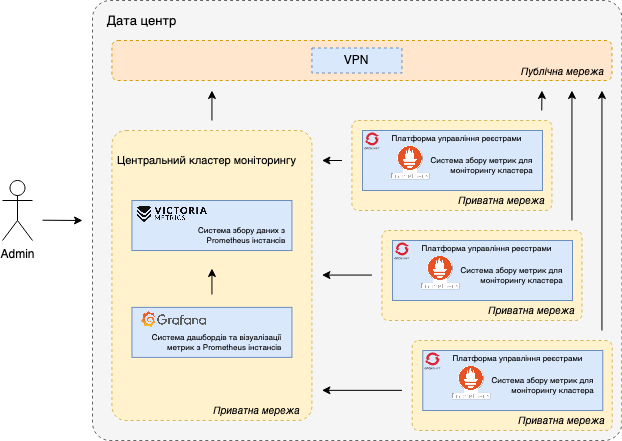 Дата центр
VPN
Публічна мережа
Центральний кластер моніторингу
VICTORIA
METRICS
Система збору даних з
Prometheus інстансів
Grafana
Система дашбордів та візуалізації
метрик з Prometheus інстансів
Приватна мережа
Admin
Платформа управління реєстрами
Система збору метрик для
моніторингу кластера
Prometheus
Приватна мережа
Платформа управління реєстрами
Система збору метрик для
моніторингу кластера
Prometheus
Приватна мережа
Платформа управління реєстрами
Система збору метрик для
моніторингу кластера
Prometheus
Приватна мережа